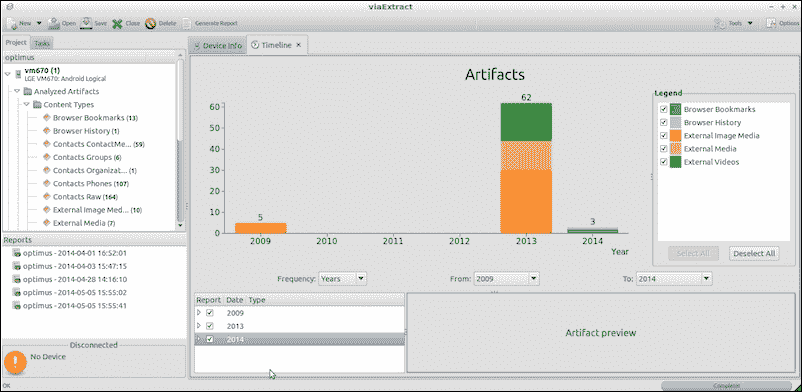 viaExtract
New Open Save Close Delete Generate Report Tools Options
Project Tasks
optimus
vm670 (1)
LGE VM670: Android Logical
Analyzed Artifacts
Content Types
Browser Bookmarks (13)
Browser History (1)
Contacts ContactMe... (59)
Contacts Groups (6)
Contacts Organizat... (1)
Contacts Phones (107)
Contacts Raw (164)
External Image Med... (10)
External Media (7)
Reports
optimus - 2014-04-01 16:52:01
optimus - 2014-04-03 15:47:15
optimus - 2014-04-28 14:16:10
optimus - 2014-05-05 15:55:02
optimus - 2014-05-05 15:55:41
Disconnected
No Device
OK
Device Info Timeline
Artifacts
62
60
50
40
30
20
10
0
5
3
2009 2010 2011 2012 2013 2014
Year
Legend
Browser Bookmarks
Browser History
External Image Media
External Media
External Videos
Select All Deselect All
Frequency: Years From: 2009 To: 2014
Report Date Type
2009
2013
2014
Artifact preview
Completed